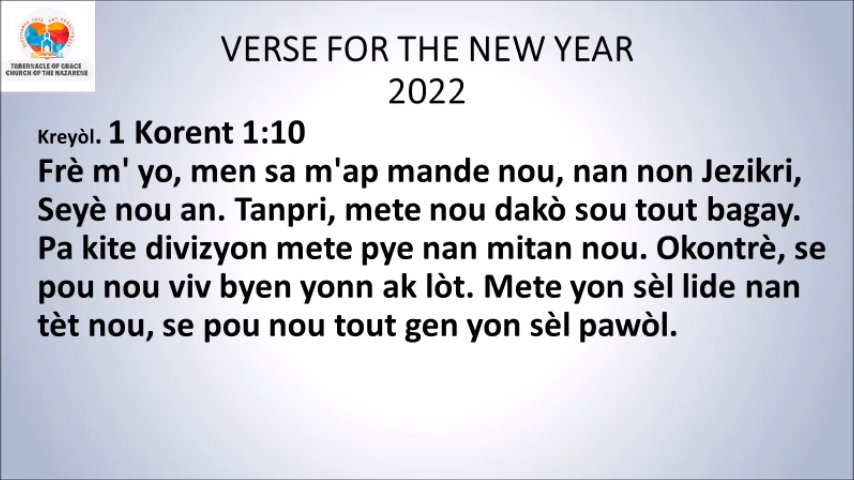 TABERNACLE OF GRACE
CHURCH OF THE NAZARENE
VERSE FOR THE NEW YEAR
2022
Kreyòl. 1 Korent 1:10
Frè m' yo, men sa m'ap mande nou, nan non Jezikri,
Seyè nou an. Tanpri, mete nou dakò sou tout bagay.
Pa kite divizyon mete pye nan mitan nou. Okontrè, se
pou nou viv byen yonn ak lòt. Mete yon sèl lide nan
tèt nou, se pou nou tout gen yon sèl pawòl.